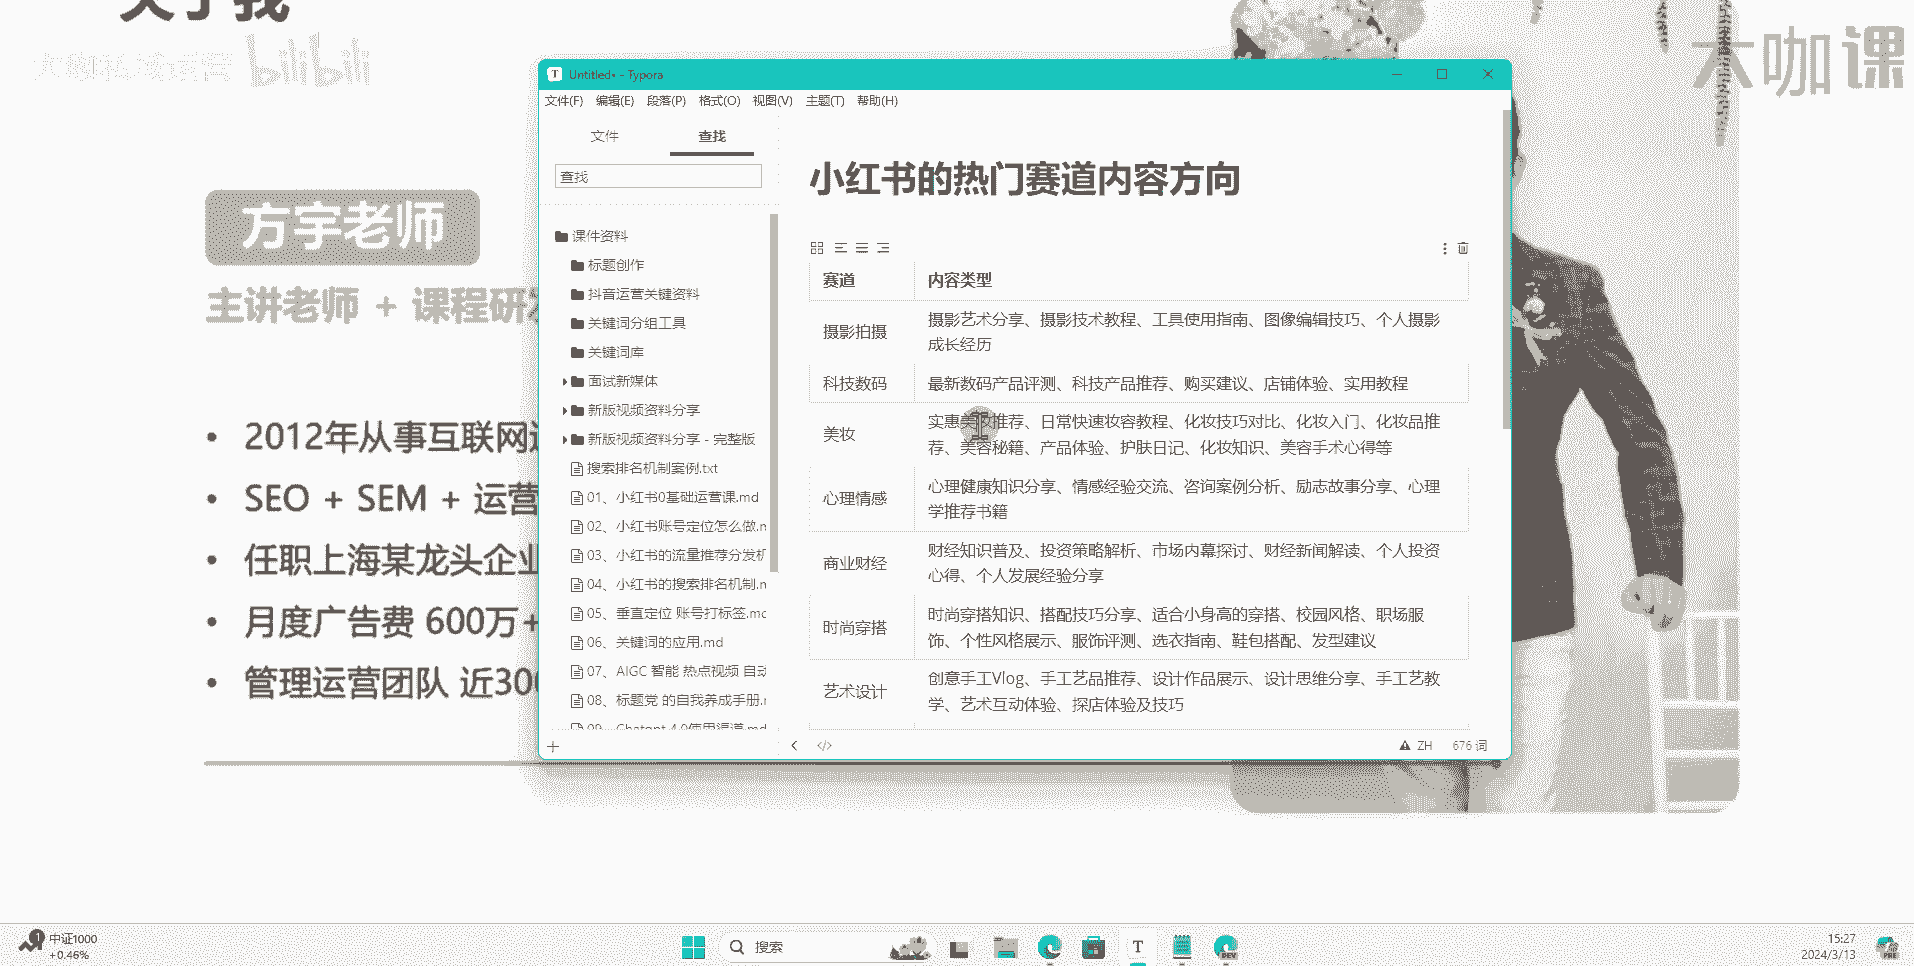 关于我
bilibili
大咖课
方宇老师
主讲老师 + 课程研发
2012年从事互联网运
SEO + SEM + 运营
任职上海某龙头企业
月度广告费 600万+
管理运营团队 近300
Untitled• - Typora
文件(F) 编辑(E) 段落(P) 格式(O) 视图(V) 主题(T) 帮助(H)
文件 查找
查找
课件资料
标题创作
抖音运营关键资料
关键词分组工具
关键词库
面试新媒体
新版视频资料分享
新版视频资料分享 - 完整版
搜索排名机制案例.txt
01、小红书0基础运营课.md
02、小红书账号定位怎么做.m
03、小红书的流量推荐分发机
04、小红书的搜索排名机制.m
05、垂直定位 账号打标签.mc
06、关键词的应用.md
07、AIGC 智能 热点视频 自动
08、标题党 的自我养成手册.r
09、Chatgpt 4.0使用渠道.md
小红书的热门赛道内容方向
赛道 内容类型
摄影拍摄 摄影艺术分享、摄影技术教程、工具使用指南、图像编辑技巧、个人摄影
成长经历
科技数码 最新数码产品评测、科技产品推荐、购买建议、店铺体验、实用教程
美妆 实惠美妆推荐、日常快速妆容教程、化妆技巧对比、化妆入门、化妆品推
荐、美容秘籍、产品体验、护肤日记、化妆知识、美容手术心得等
心理情感 心理健康知识分享、情感经验交流、咨询案例分析、励志故事分享、心理
学推荐书籍
商业财经 财经知识普及、投资策略解析、市场内幕探讨、财经新闻解读、个人投资
心得、个人发展经验分享
时尚穿搭 时尚穿搭知识、搭配技巧分享、适合小身高的穿搭、校园风格、职场服
饰、个性风格展示、服饰评测、选衣指南、鞋包搭配、发型建议
艺术设计 创意手工Vlog、手工艺品推荐、设计作品展示、设计思维分享、手工艺教
学、艺术互动体验、探店体验及技巧
ZH 676 词
中证1000
+0.46%
搜索
15:27
2024/3/13